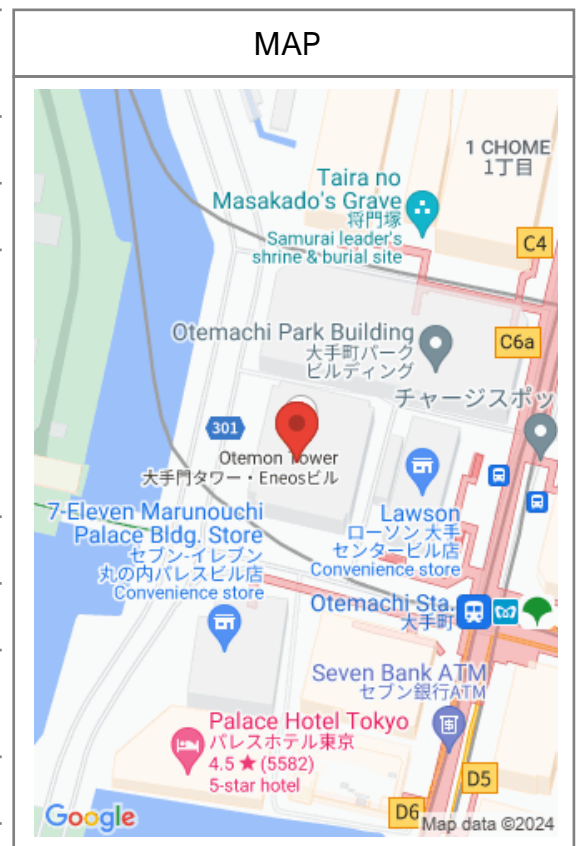 MAP
1 CHOME
1丁目
Taira no
Masakado's Grave
将門塚
Samurai leader's
shrine & burial site
C4
Otemachi Park Building
大手町パーク
ビルディング
C6a
チャージスポッ
301
Otemon Tower
大手門タワー・Eneosビル
7-Eleven Marunouchi
Palace Bldg. Store
セブン-イレブン
丸の内パレスビル店
Convenience store
Lawson
ローソン 大手
センタービル店
Convenience store
Otemachi Sta.
大手町
Seven Bank ATM
セブン銀行ATM
Palace Hotel Tokyo
パレスホテル東京
4.5 ★ (5582)
5-star hotel
D5
D6
Google
Map data ©2024